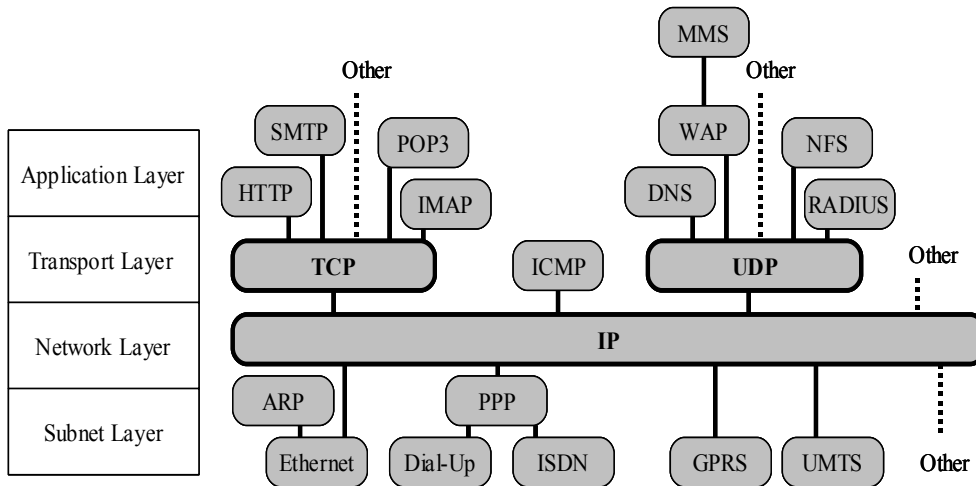 MMS
Other
Other
SMTP
POP3
WAP
NFS
Application Layer
HTTP
IMAP
DNS
RADIUS
Transport Layer
TCP
ICMP
UDP
Other
Network Layer
IP
ARP
PPP
Subnet Layer
Ethernet
Dial-Up
ISDN
GPRS
UMTS
Other